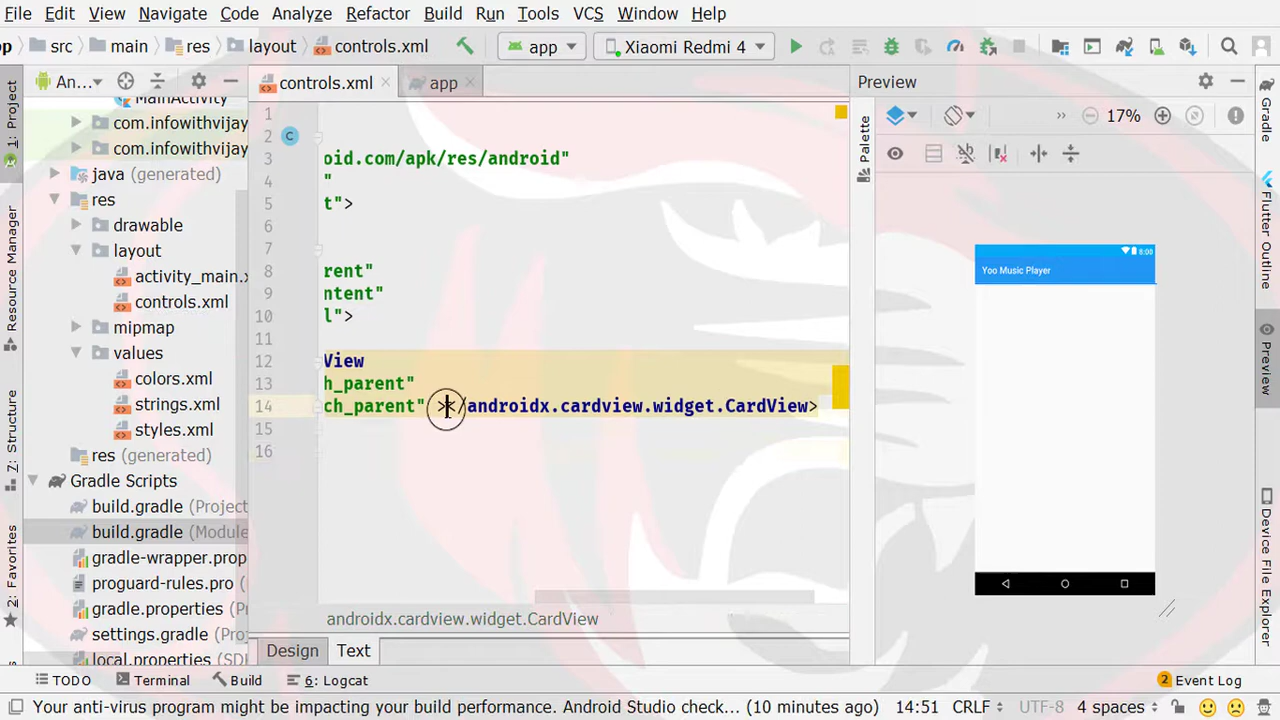 File Edit View Navigate Code Analyze Refactor Build Run Tools VCS Window Help
src main res layout controls.xml app Xiaomi Redmi 4
1: Project
Resource Manager
Z: Structure
2: Favorites
An...
MainActivity
com.infowithvijay
com.infowithvijay
java (generated)
res
drawable
layout
activity_main.x
controls.xml
mipmap
values
colors.xml
strings.xml
styles.xml
res (generated)
Gradle Scripts
build.gradle (Project
build.gradle (Module
gradle-wrapper.prop
proguard-rules.pro
gradle.properties
settings.gradle
local.properties (SD
controls.xml app
1
2
3 oid.com/apk/res/android"
4 "
5 t">
6
7
8 rent"
9 ntent"
10 l">
11
12 View
13 h_parent"
14 ch_parent" ></androidx.cardview.widget.CardView>
15
16
androidx.cardview.widget.CardView
Design Text
Preview
17%
Palette
8:00
Yoo Music Player
Gradle
Flutter Outline
Preview
Device File Explorer
TODO Terminal Build 6: Logcat 2 Event Log
Your anti-virus program might be impacting your build performance. Android Studio check... (10 minutes ago) 14:51 CRLF UTF-8 4 spaces